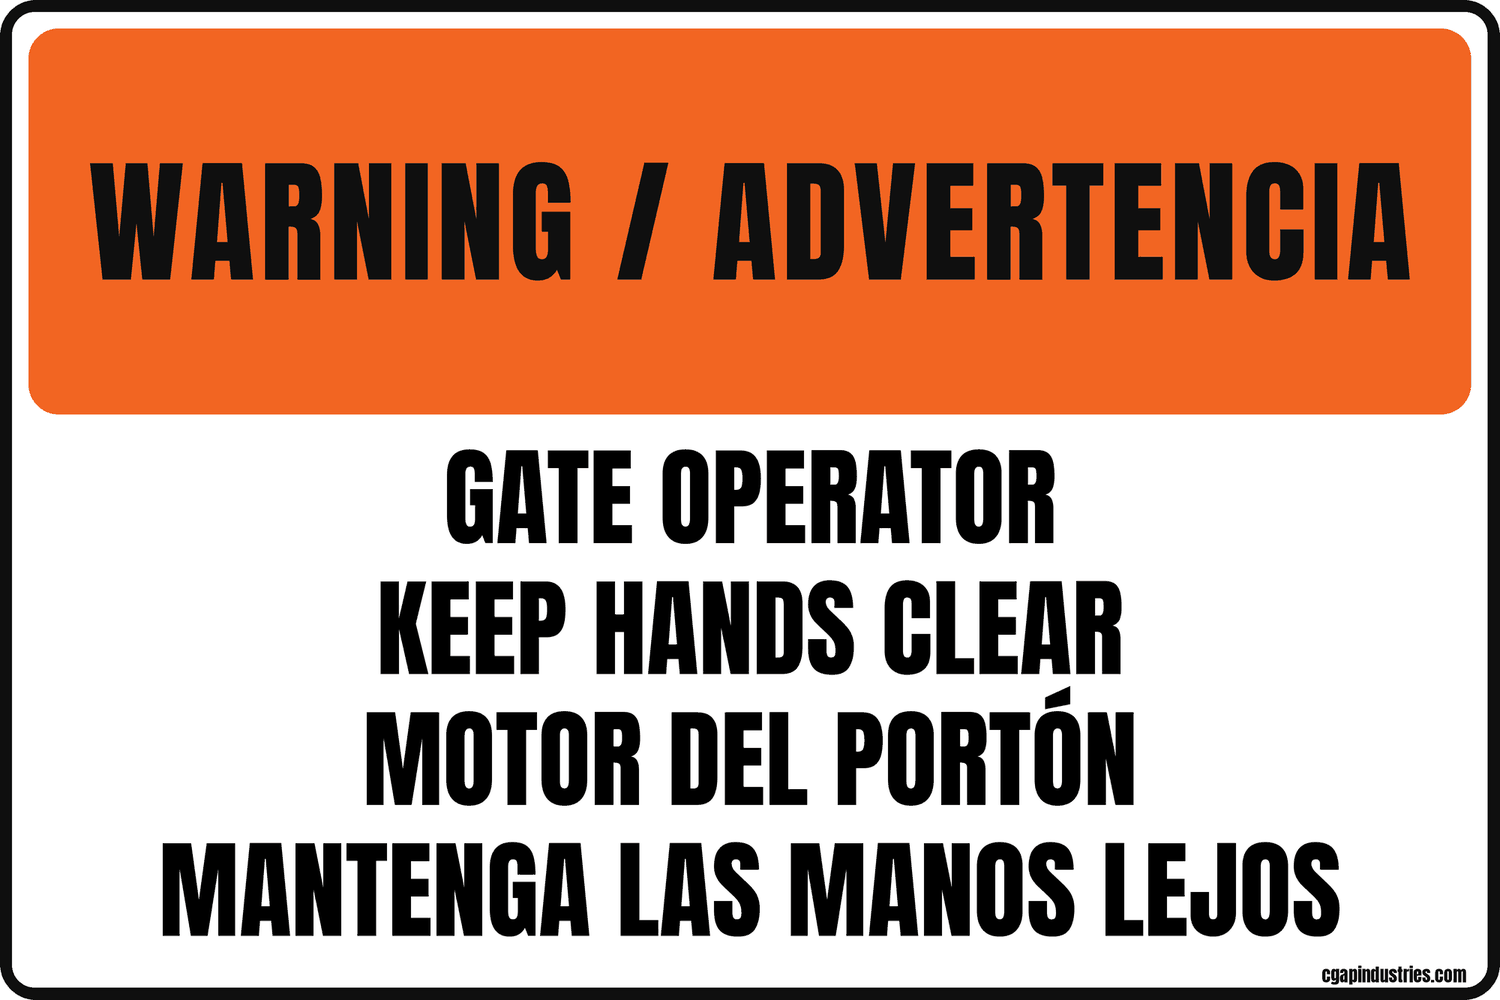 WARNING / ADVERTENCIA
GATE OPERATOR
KEEP HANDS CLEAR
MOTOR DEL PORTÓN
MANTENGA LAS MANOS LEJOS
cgapindustries.com